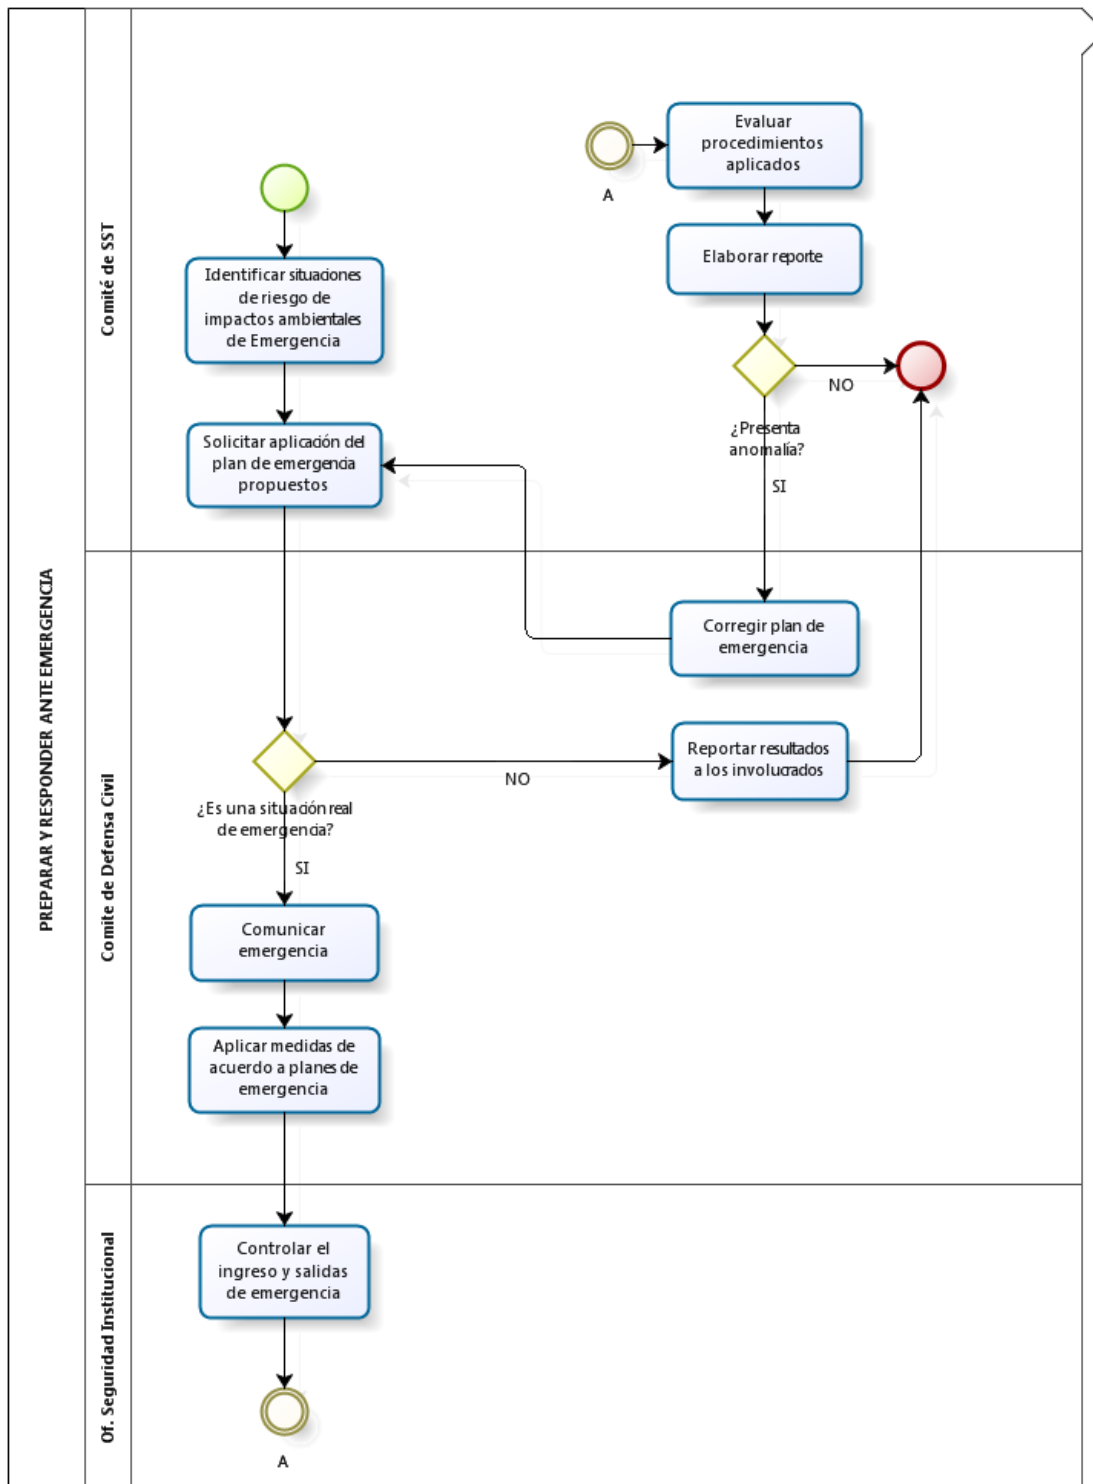 PREPARAR Y RESPONDER ANTE EMERGENCIA
Comité de SST
Identificar situaciones
de riesgo de
impactos ambientales
de Emergencia
Solicitar aplicación del
plan de emergencia
propuestos
A
Evaluar
procedimientos
aplicados
Elaborar reporte
NO
¿Presenta
anomalía?
SI
Comite de Defensa Civil
Corregir plan de
emergencia
Reportar resultados
a los involucrados
NO
¿Es una situación real
de emergencia?
SI
Comunicar
emergencia
Aplicar medidas de
acuerdo a planes de
emergencia
Of. Seguridad Institucional
Controlar el
ingreso y salidas
de emergencia
A